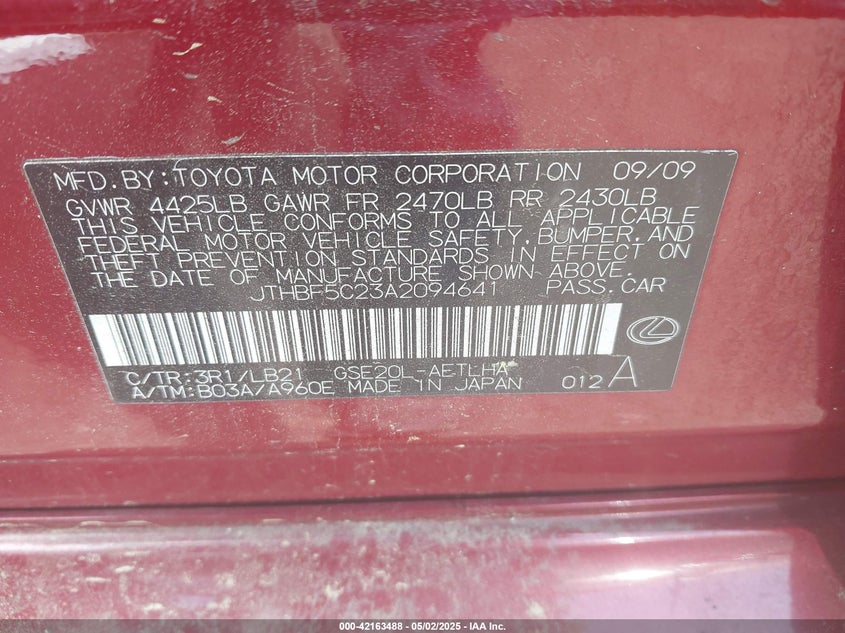 MFD.BY:TOYOTA MOTOR CORPORATION 09/09
GVWR 4425LB GAWR FR 2470LB RR 2430LB
THIS VEHICLE CONFORMS TO ALL APPLICABLE
FEDERAL MOTOR VEHICLE SAFETY, BUMPER, AND
THEFT PREVENTION STANDARDS IN EFFECT ON
THE DATE OF MANUFACTURE SHOWN ABOVE.
JTHBF5C23A2094641 PASS.CAR
C/TR:3R1/LB21 GSE20L-AETLHA
A/TM:B03A/A960E MADE IN JAPAN 012A
000-42163488 - 05/02/2025 - IAA Inc.